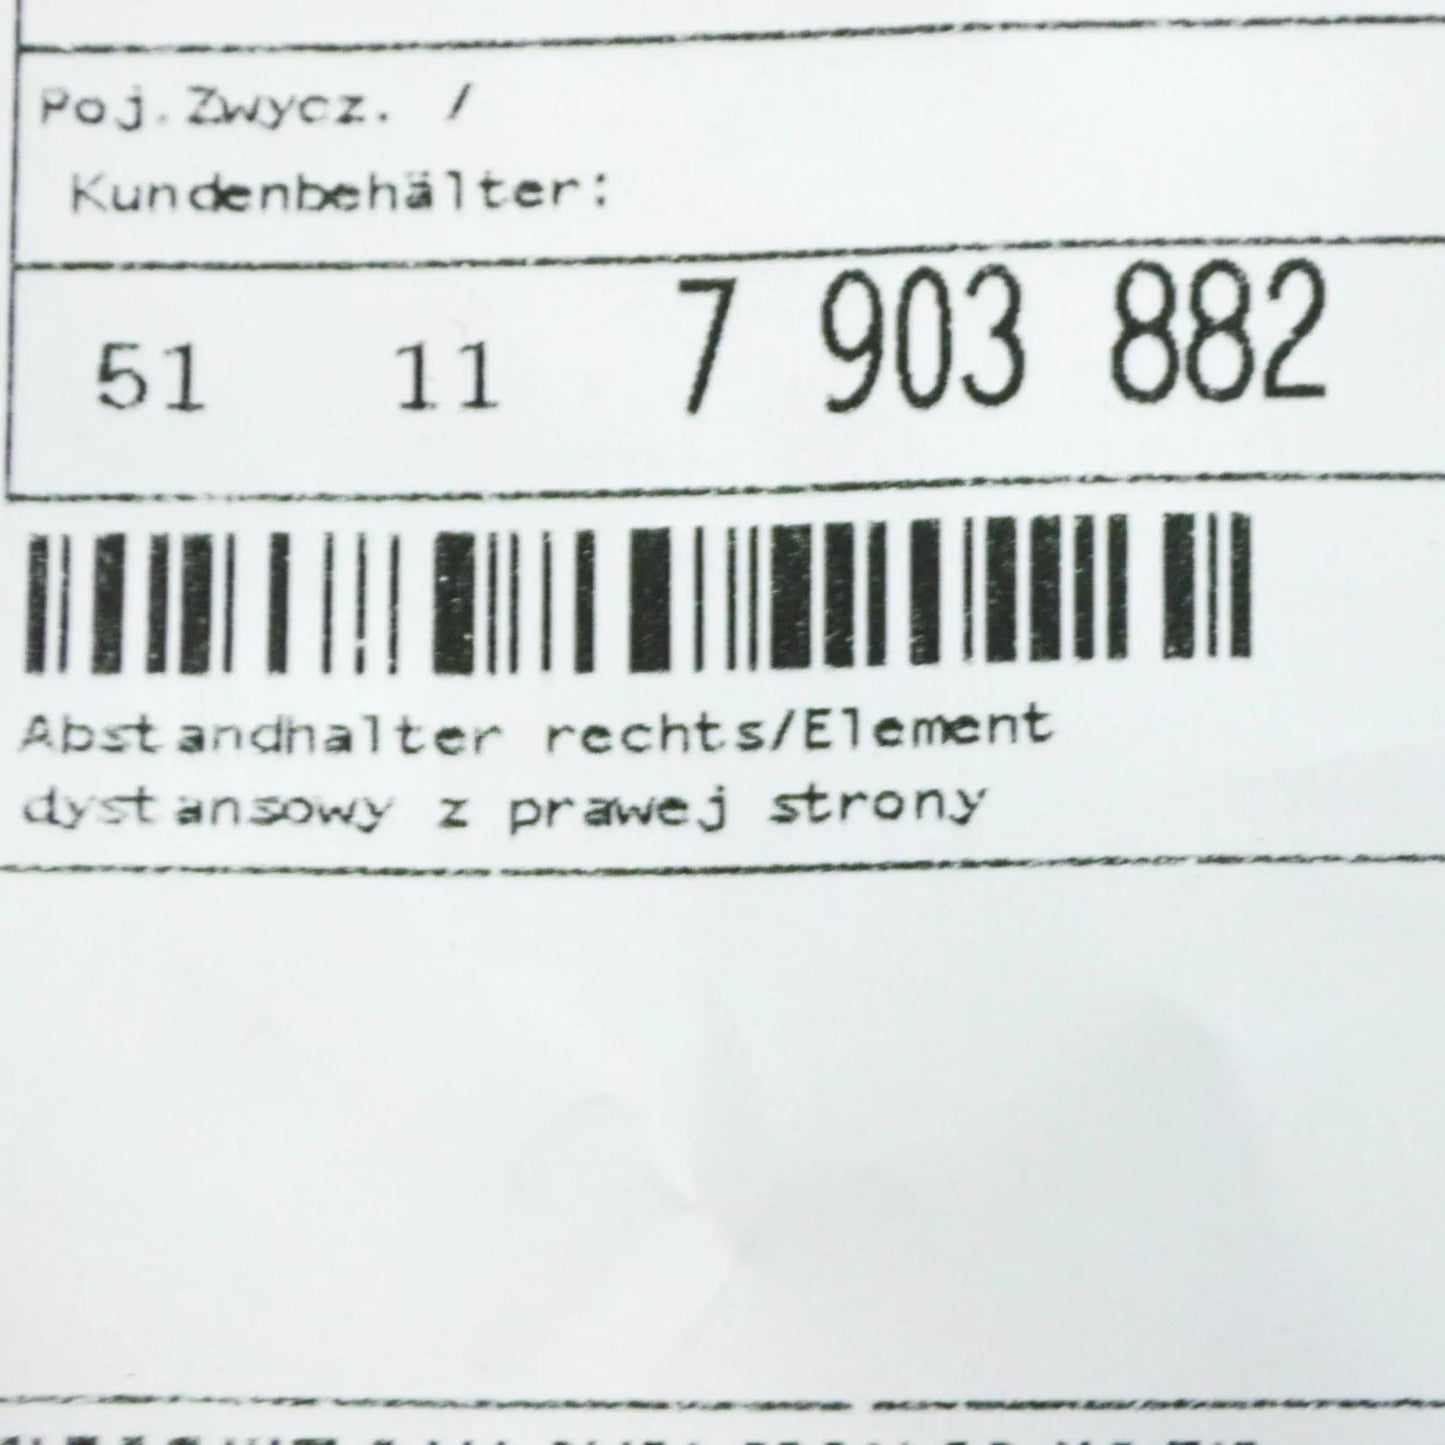 Poj.Zwycz. /
Kundenbehälter:
51 11 7 903 882
Abstandhalter rechts/Element
dystansowy z prawej strony